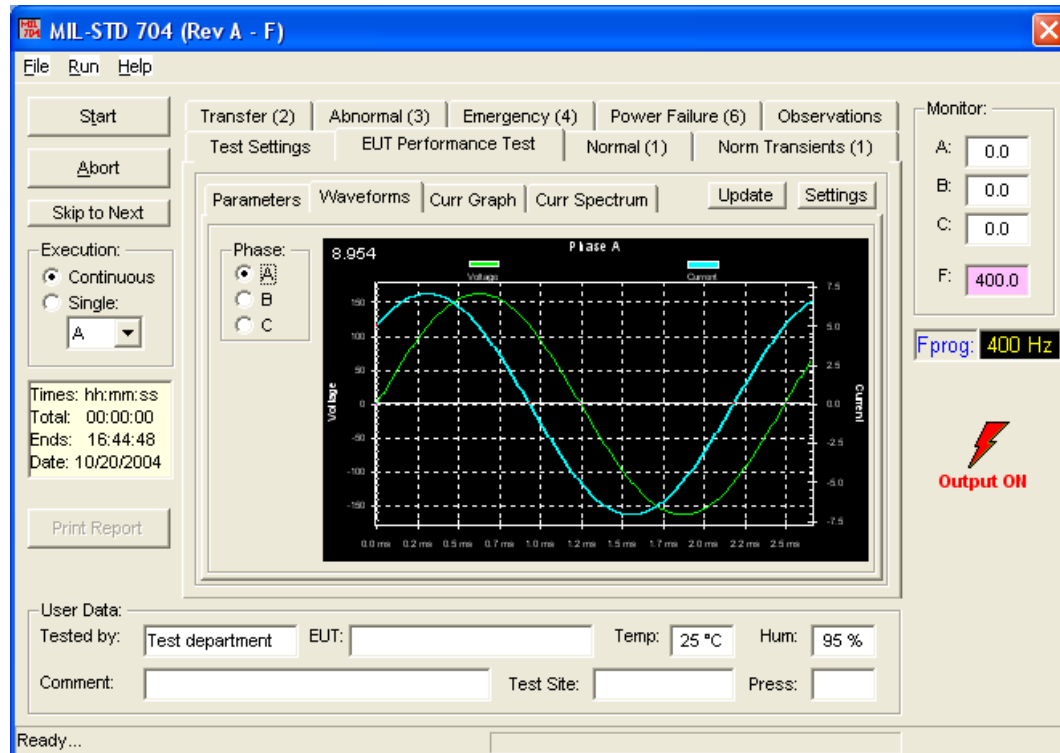 MIL-STD 704 (Rev A - F)
File Run Help
Start
Abort
Skip to Next
Execution:
Continuous
Single:
A
Times: hh:mm:ss
Total: 00:00:00
Ends: 16:44:48
Date: 10/20/2004
Print Report
Transfer (2) Abnormal (3) Emergency (4) Power Failure (6) Observations
Test Settings EUT Performance Test Normal (1) Norm Transients (1)
Parameters Waveforms Curr Graph Curr Spectrum Update Settings
Phase:
A
B
C
8.954
Phase A
Voltage Current
Voltage
150
100
50
0
-50
-100
-150
7.5
5.0
2.5
0.0
-2.5
-5.0
-7.5
Current
0.0 ms 0.2 ms 0.5 ms 0.7 ms 1.0 ms 1.2 ms 1.5 ms 1.7 ms 2.0 ms 2.2 ms 2.5 ms
Monitor:
A: 0.0
B: 0.0
C: 0.0
F: 400.0
Fprog: 400 Hz
Output ON
User Data:
Tested by: Test department EUT: Temp: 25 °C Hum: 95 %
Comment: Test Site: Press:
Ready...